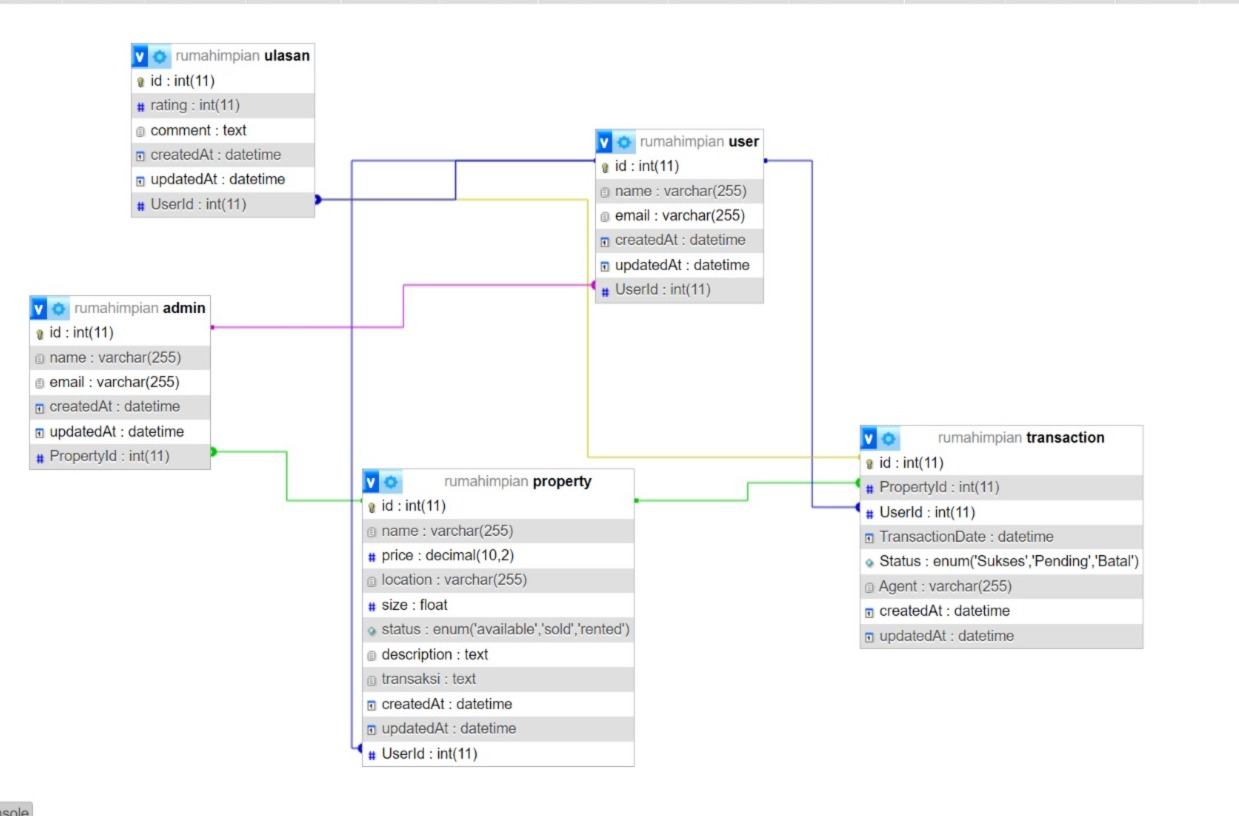 rumahimpian ulasan
id : int(11)
rating : int(11)
comment : text
createdAt : datetime
updatedAt : datetime
UserId : int(11)
rumahimpian user
id : int(11)
name : varchar(255)
email : varchar(255)
createdAt : datetime
updatedAt : datetime
UserId : int(11)
rumahimpian admin
id : int(11)
name : varchar(255)
email : varchar(255)
createdAt : datetime
updatedAt : datetime
PropertyId : int(11)
rumahimpian transaction
id : int(11)
PropertyId : int(11)
UserId : int(11)
TransactionDate : datetime
Status : enum('Sukses','Pending','Batal')
Agent : varchar(255)
createdAt : datetime
updatedAt : datetime
rumahimpian property
id : int(11)
name : varchar(255)
price : decimal(10,2)
location : varchar(255)
size : float
status : enum('available','sold','rented')
description : text
transaksi : text
createdAt : datetime
updatedAt : datetime
UserId : int(11)